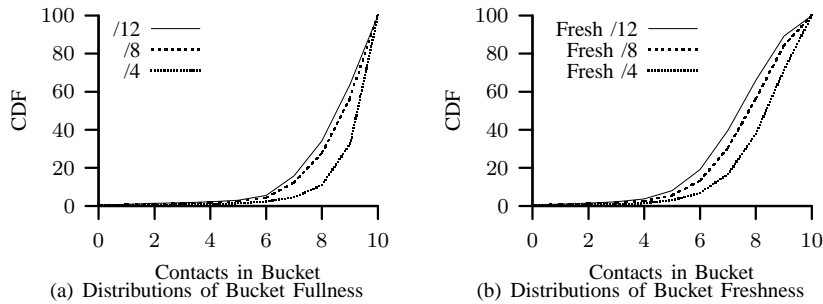 100
80
60
40
20
0
CDF
/12
/8
/4
0 2 4 6 8 10
Contacts in Bucket
(a) Distributions of Bucket Fullness
100
80
60
40
20
0
CDF
Fresh /12
Fresh /8
Fresh /4
0 2 4 6 8 10
Contacts in Bucket
(b) Distributions of Bucket Freshness